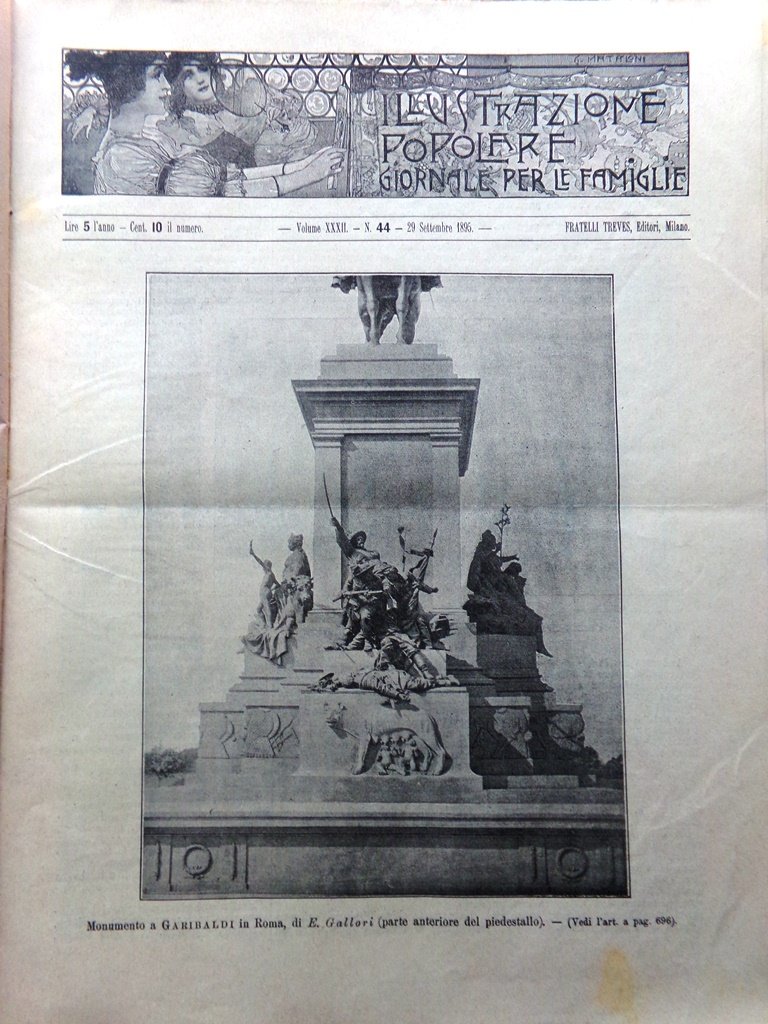 G. MATALONI
ILLUSTRAZIONE
POPOLARE
GIORNALE PER LE FAMIGLIE
Lire 5 l'anno — Cent. 10 il numero. — Volume XXXII. — N. 44 — 29 Settembre 1895. — FRATELLI TREVES, Editori, Milano.
Monumento a GARIBALDI in Roma, di E. Gallori (parte anteriore del piedestallo). — (Vedi l'art. a pag. 696).